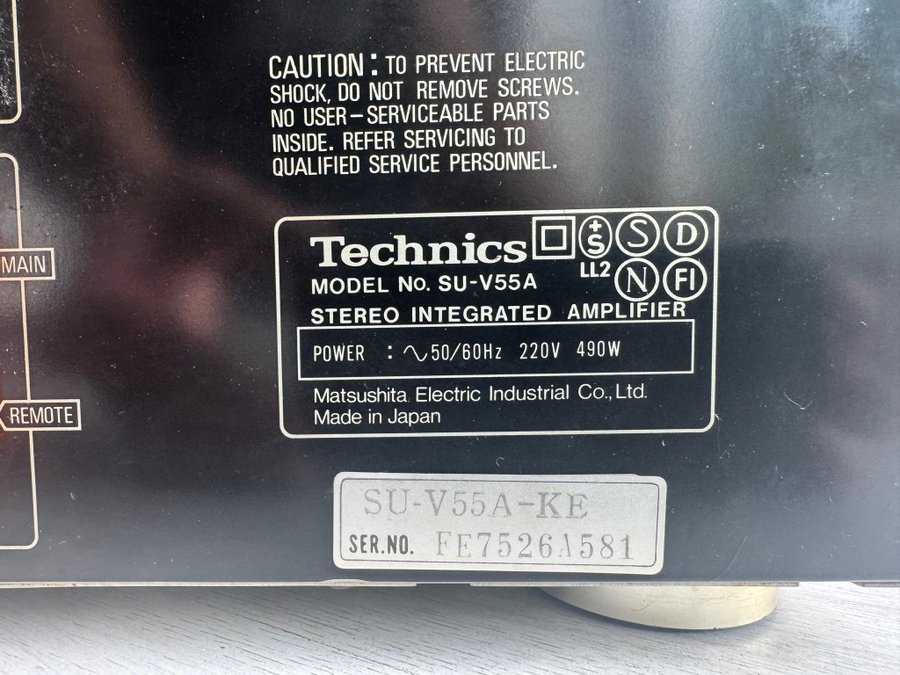 CAUTION: TO PREVENT ELECTRIC
SHOCK, DO NOT REMOVE SCREWS.
NO USER-SERVICEABLE PARTS
INSIDE. REFER SERVICING TO
QUALIFIED SERVICE PERSONNEL.
MAIN
REMOTE
Technics +S S D
LL2 N FI
MODEL No. SU-V55A
STEREO INTEGRATED AMPLIFIER
POWER : ∿50/60Hz 220V 490W
Matsushita Electric Industrial Co., Ltd.
Made in Japan
SU-V55A-KE
SER.NO. FE7526A581